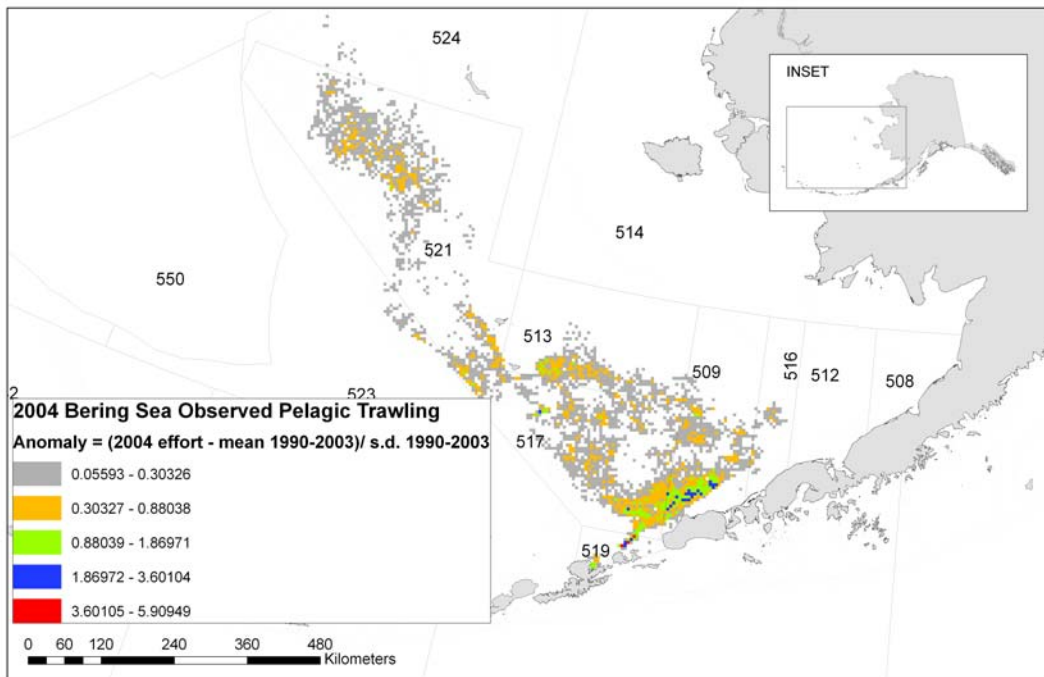 524
INSET
514
521
550
513
509
516
512
508
2
523
2004 Bering Sea Observed Pelagic Trawling
Anomaly = (2004 effort - mean 1990-2003)/ s.d. 1990-2003
517
0.05593 - 0.30326
0.30327 - 0.88038
0.88039 - 1.86971
519
1.86972 - 3.60104
3.60105 - 5.90949
0 60 120 240 360 480
Kilometers